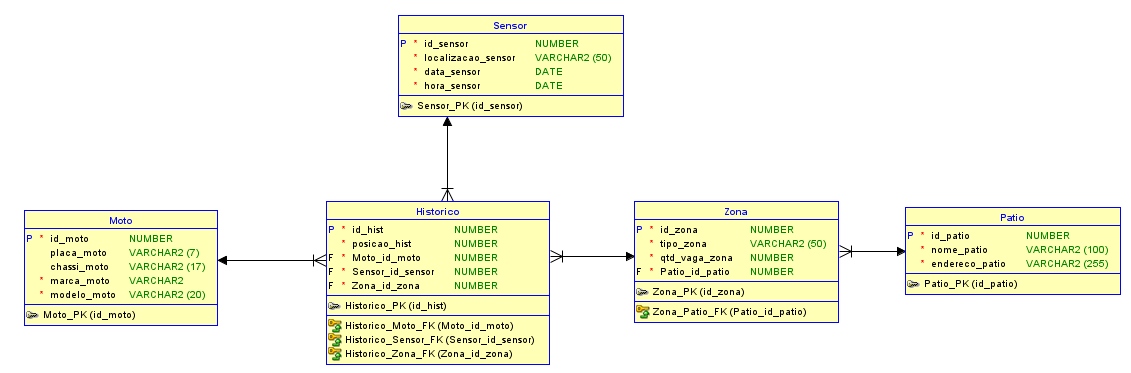 Sensor
P * id_sensor NUMBER
* localizacao_sensor VARCHAR2 (50)
* data_sensor DATE
* hora_sensor DATE
Sensor_PK (id_sensor)
Moto
P * id_moto NUMBER
placa_moto VARCHAR2 (7)
chassi_moto VARCHAR2 (17)
* marca_moto VARCHAR2
* modelo_moto VARCHAR2 (20)
Moto_PK (id_moto)
Historico
P * id_hist NUMBER
* posicao_hist NUMBER
F * Moto_id_moto NUMBER
F * Sensor_id_sensor NUMBER
F * Zona_id_zona NUMBER
Historico_PK (id_hist)
Historico_Moto_FK (Moto_id_moto)
Historico_Sensor_FK (Sensor_id_sensor)
Historico_Zona_FK (Zona_id_zona)
Zona
P * id_zona NUMBER
* tipo_zona VARCHAR2 (50)
* qtd_vaga_zona NUMBER
F * Patio_id_patio NUMBER
Zona_PK (id_zona)
Zona_Patio_FK (Patio_id_patio)
Patio
P * id_patio NUMBER
* nome_patio VARCHAR2 (100)
* endereco_patio VARCHAR2 (255)
Patio_PK (id_patio)